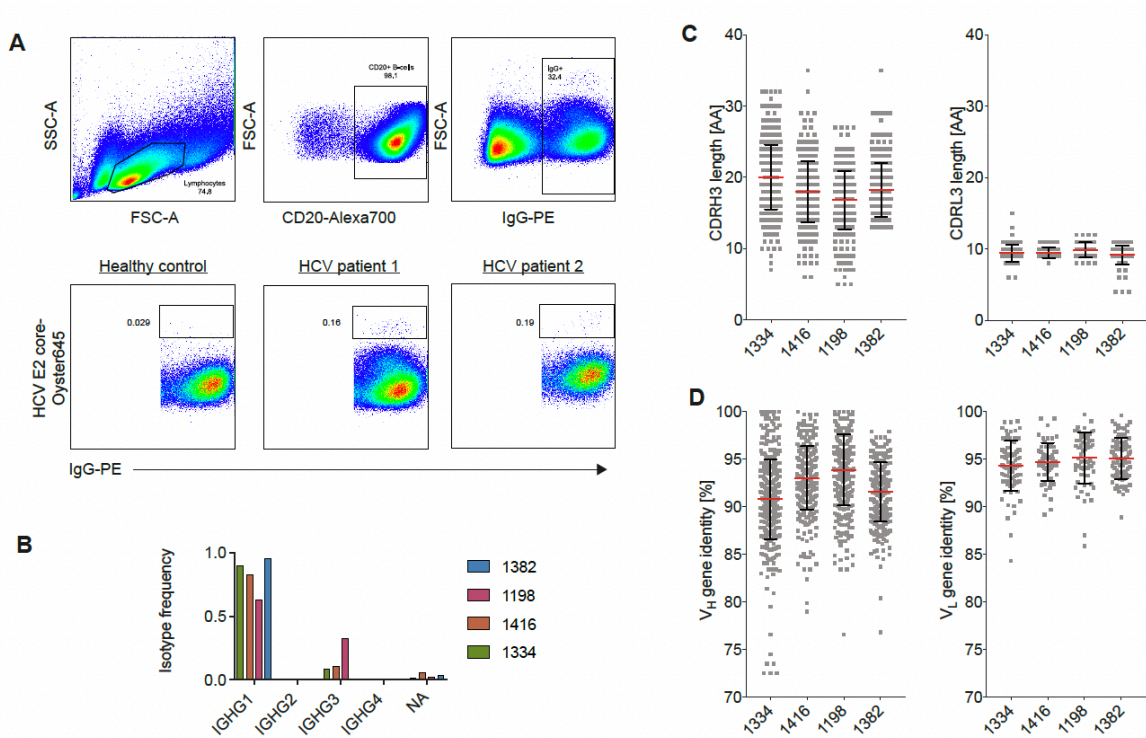 A
SSC-A
Lymphocytes
74,8
FSC-A
FSC-A
CD20+ B-cells
98,1
CD20-Alexa700
FSC-A
IgG+
32,4
IgG-PE
Healthy control
HCV patient 1
HCV patient 2
HCV E2 core-
Oyster645
0.029
0.16
0.19
IgG-PE
B
Isotype frequency
1.0
0.5
0.0
IGHG1
IGHG2
IGHG3
IGHG4
NA
1382
1198
1416
1334
C
CDRH3 length [AA]
40
30
20
10
0
1334
1416
1198
1382
CDRL3 length [AA]
40
30
20
10
0
1334
1416
1198
1382
D
VH gene identity [%]
100
95
90
85
80
75
70
1334
1416
1198
1382
VL gene identity [%]
100
95
90
85
80
75
70
1334
1416
1198
1382